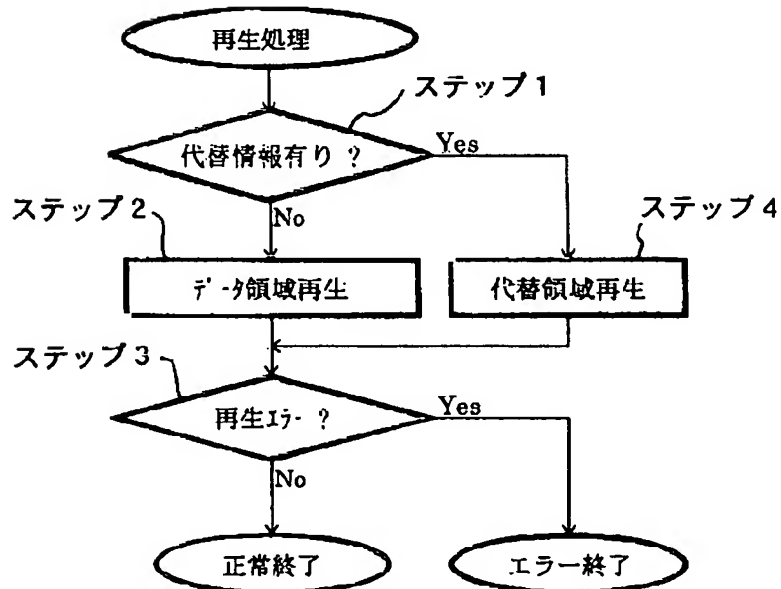 再生処理
ステップ1
代替情報有り ?
Yes
ステップ2
No
ステップ4
ﾃﾞｰﾀ領域再生
代替領域再生
ステップ3
再生ｴﾗｰ ?
Yes
No
正常終了
エラー終了